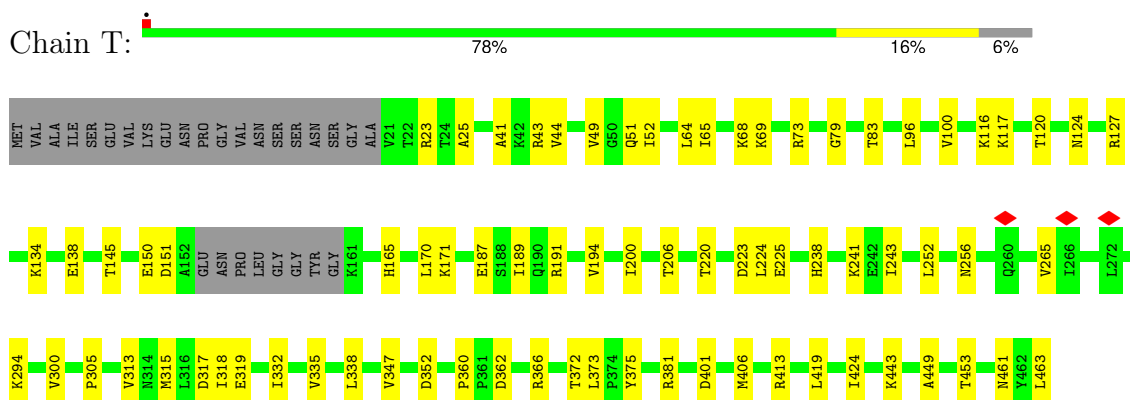 Chain T:
78% 16% 6%
MET VAL ALA ILE SER GLU VAL LYS GLU ASN PRO GLY VAL ASN SER SER ASN SER GLY ALA V21 T22 R23 T24 A25 A41 K42 R43 V44 V49 G50 Q51 I52 L64 I65 K68 K69 R73 G79 T83 L96 V100 K116 K117 T120 N124 R127
K134 E138 T145 E150 D151 A152 GLU ASN PRO LEU GLY GLY TYR GLY K161 H165 L170 K171 E187 S188 I189 Q190 R191 V194 I200 T206 T220 D223 L224 E225 H238 K241 E242 I243 L252 N256 Q260 V265 I266 L272
K294 V300 P305 V313 N314 M315 L316 D317 I318 E319 I332 V335 L338 V347 D352 P360 P361 D362 R366 T372 L373 P374 Y375 R381 D401 M406 R413 L419 I424 K443 A449 T453 N461 Y462 L463